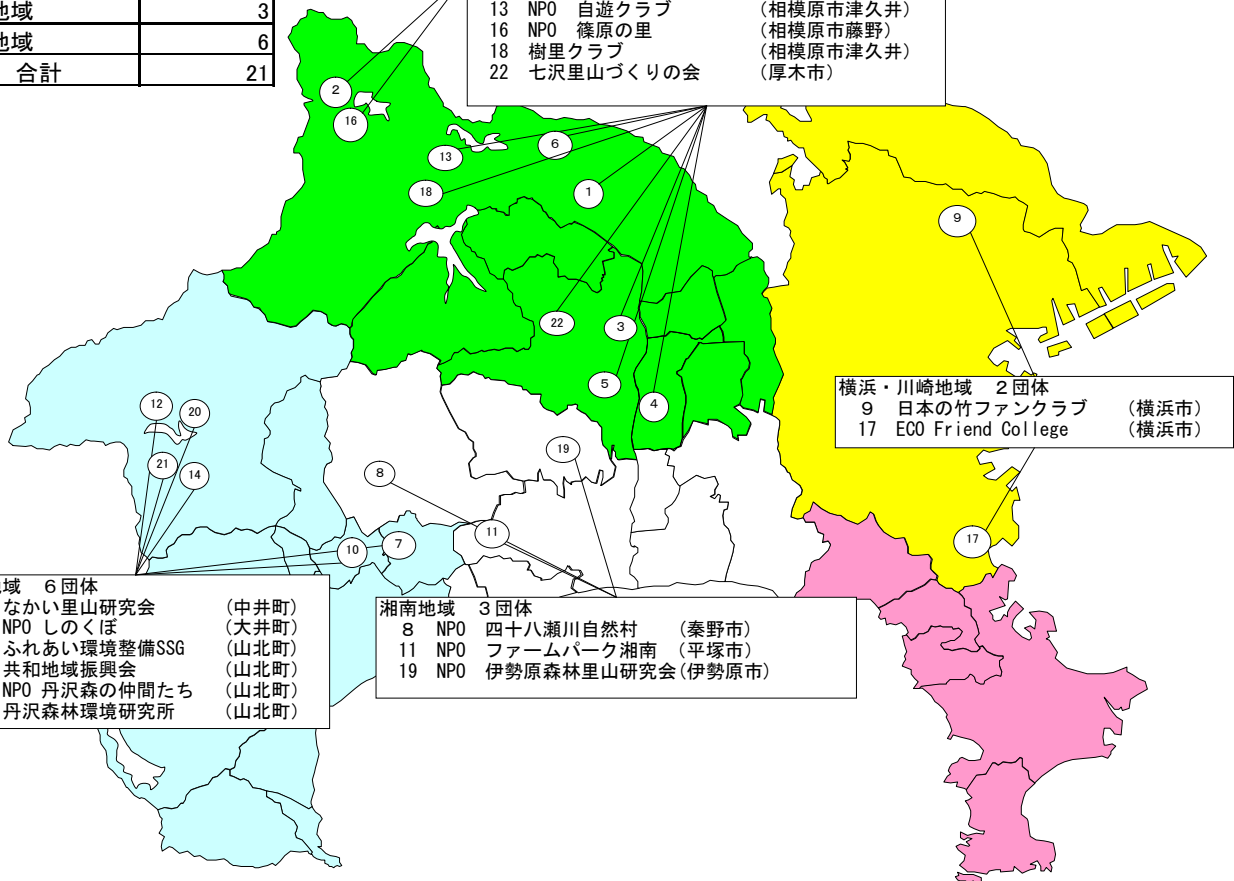 地域 3
地域 6
合計 21
13 NPO 自遊クラブ (相模原市津久井)
16 NPO 篠原の里 (相模原市藤野)
18 樹里クラブ (相模原市津久井)
22 七沢里山づくりの会 (厚木市)
2
16
13
6
18
1
9
22
3
5
4
横浜・川崎地域 2団体
9 日本の竹ファンクラブ (横浜市)
17 ECO Friend College (横浜市)
12
20
21
14
8
19
11
10
7
17
地域 6団体
なかい里山研究会 (中井町)
NPO しのくぼ (大井町)
ふれあい環境整備SSG (山北町)
共和地域振興会 (山北町)
NPO 丹沢森の仲間たち (山北町)
丹沢森林環境研究所 (山北町)
湘南地域 3団体
8 NPO 四十八瀬川自然村 (秦野市)
11 NPO ファームパーク湘南 (平塚市)
19 NPO 伊勢原森林里山研究会(伊勢原市)